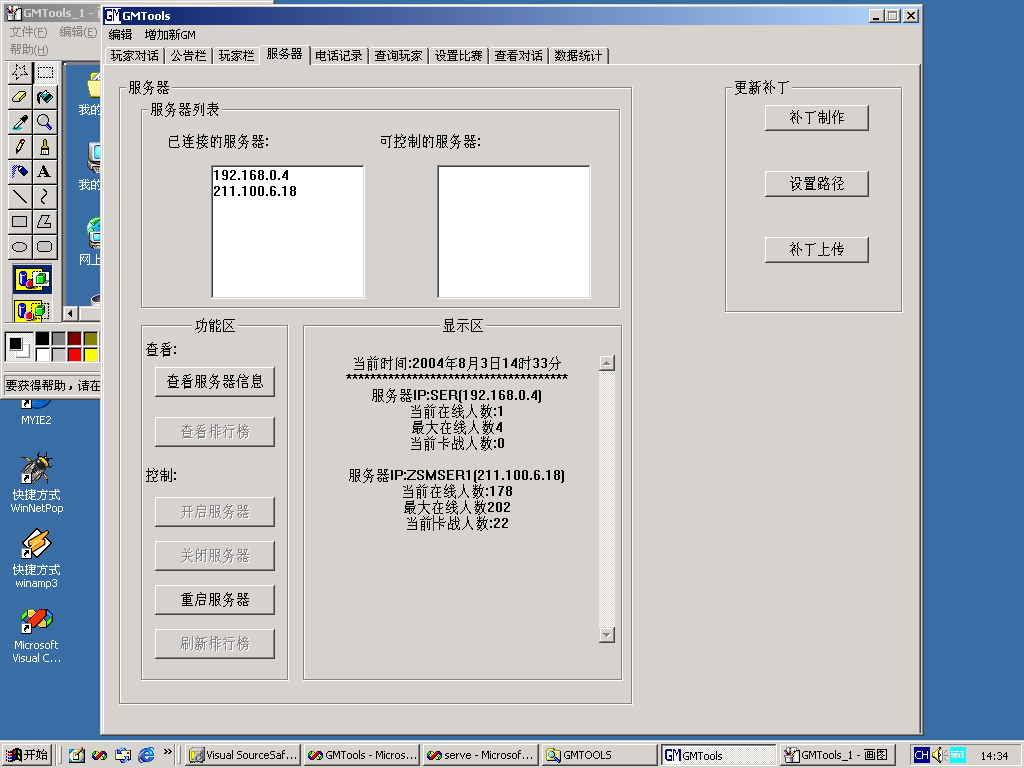 GMTools_1 -
文件(F) 编辑(E)
帮助(H)
GMTools
编辑 增加新GM
玩家对话 公告栏 玩家栏 服务器 电话记录 查询玩家 设置比赛 查看对话 数据统计
服务器
服务器列表
已连接的服务器:
可控制的服务器:
192.168.0.4
211.100.6.18
更新补丁
补丁制作
设置路径
补丁上传
功能区
查看:
查看服务器信息
查看排行榜
控制:
开启服务器
关闭服务器
重启服务器
刷新排行榜
显示区
当前时间:2004年8月3日14时33分
*************************************
服务器IP:SER(192.168.0.4)
当前在线人数:1
最大在线人数4
当前卡战人数:0
服务器IP:ZSMSER1(211.100.6.18)
当前在线人数:178
最大在线人数202
当前卡战人数:22
我的
我的
网上
要获得帮助，请在
MYIE2
快捷方式
WinNetPop
快捷方式
winamp3
Microsoft
Visual C...
开始
Visual SourceSaf...
GMTools - Micros...
serve - Microsof...
GMTOOLS
GMTools
GMTools_1 - 画图
CH
14:34